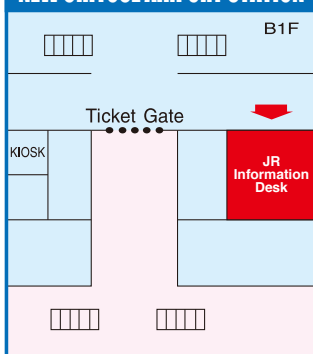 B1F
Ticket Gate
KIOSK
JR
Information
Desk